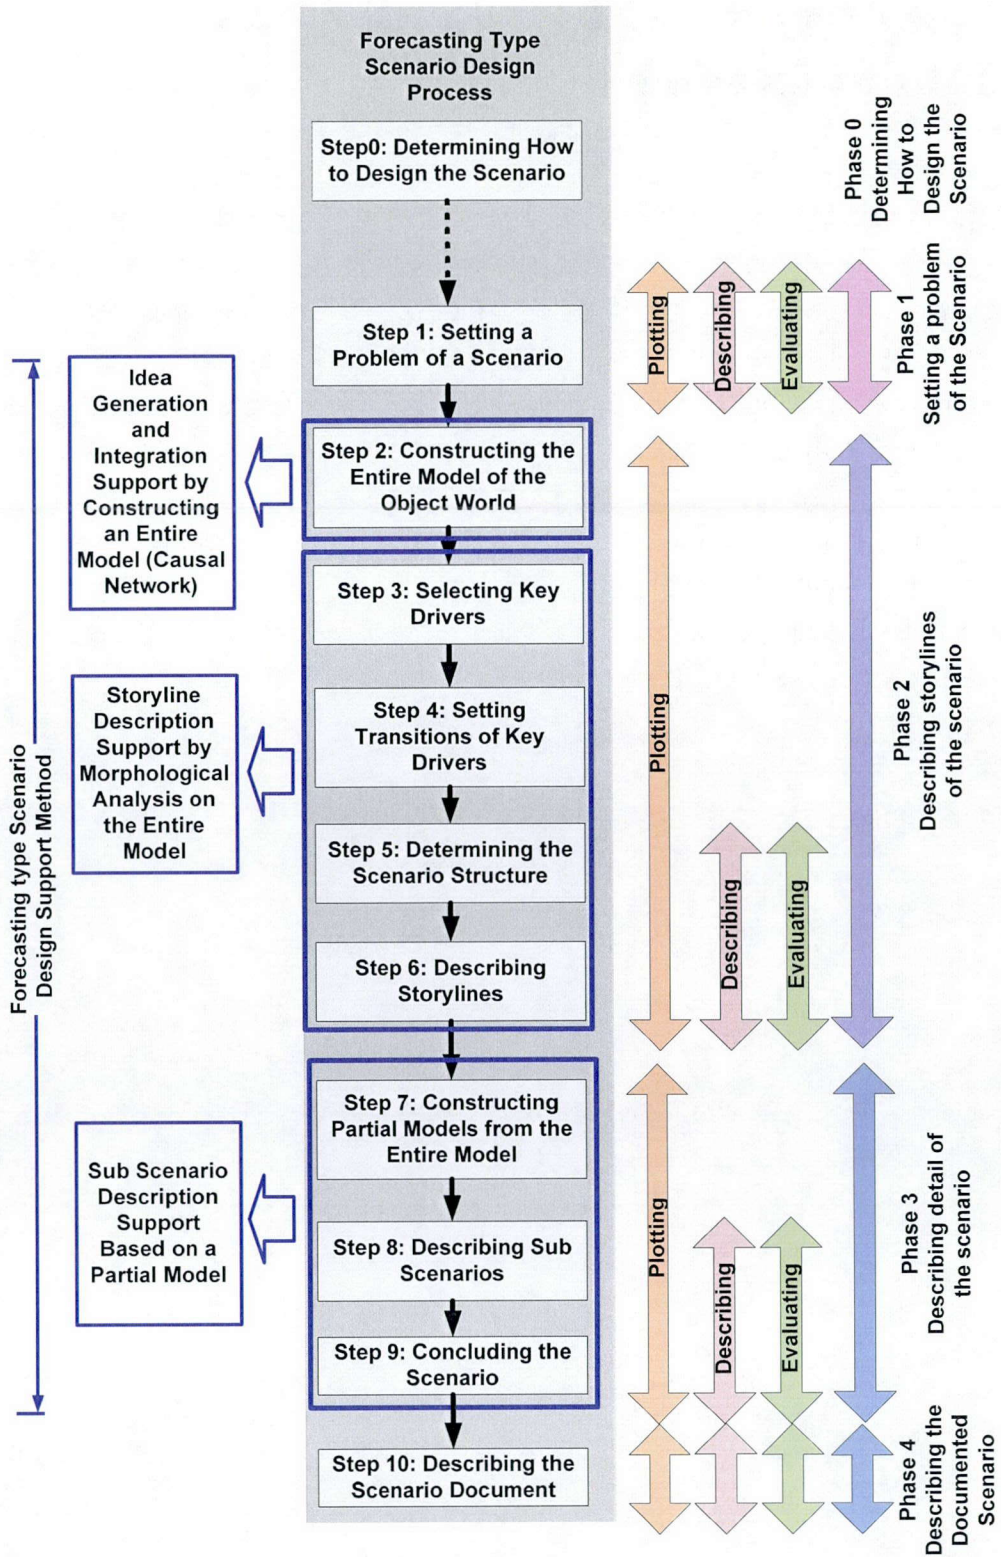 Forecasting Type
Scenario Design
Process
Step0: Determining How
to Design the Scenario
Step 1: Setting a
Problem of a Scenario
Step 2: Constructing the
Entire Model of the
Object World
Step 3: Selecting Key
Drivers
Step 4: Setting
Transitions of Key
Drivers
Step 5: Determining the
Scenario Structure
Step 6: Describing
Storylines
Step 7: Constructing
Partial Models from the
Entire Model
Step 8: Describing Sub
Scenarios
Step 9: Concluding the
Scenario
Step 10: Describing the
Scenario Document
Forecasting type Scenario
Design Support Method
Idea
Generation
and
Integration
Support by
Constructing
an Entire
Model (Causal
Network)
Storyline
Description
Support by
Morphological
Analysis on
the Entire
Model
Sub Scenario
Description
Support
Based on a
Partial Model
Phase 0
Determining
How to
Design the
Scenario
Plotting
Describing
Evaluating
Phase 1
Setting a problem
of the Scenario
Plotting
Describing
Evaluating
Phase 2
Describing storylines
of the scenario
Plotting
Describing
Evaluating
Phase 3
Describing detail of
the scenario
Phase 4
Describing the
Documented
Scenario